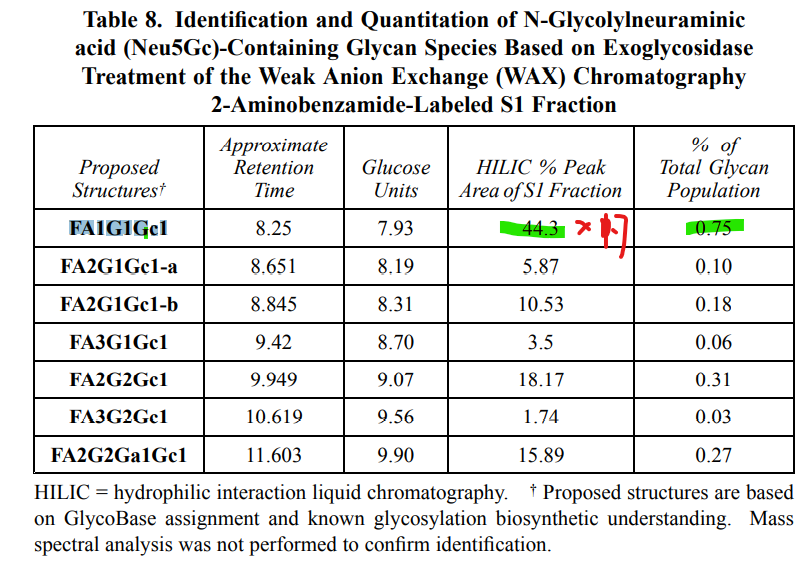 Table 8. Identification and Quantitation of N-Glycolylneuraminic
acid (Neu5Gc)-Containing Glycan Species Based on Exoglycosidase
Treatment of the Weak Anion Exchange (WAX) Chromatography
2-Aminobenzamide-Labeled S1 Fraction
Proposed Structures† Approximate Retention Time Glucose Units HILIC % Peak Area of S1 Fraction % of Total Glycan Population
FA1G1Gc1 8.25 7.93 44.3 × 0.75
FA2G1Gc1-a 8.651 8.19 5.87 0.10
FA2G1Gc1-b 8.845 8.31 10.53 0.18
FA3G1Gc1 9.42 8.70 3.5 0.06
FA2G2Gc1 9.949 9.07 18.17 0.31
FA3G2Gc1 10.619 9.56 1.74 0.03
FA2G2Ga1Gc1 11.603 9.90 15.89 0.27
HILIC = hydrophilic interaction liquid chromatography. † Proposed structures are based
on GlycoBase assignment and known glycosylation biosynthetic understanding. Mass
spectral analysis was not performed to confirm identification.